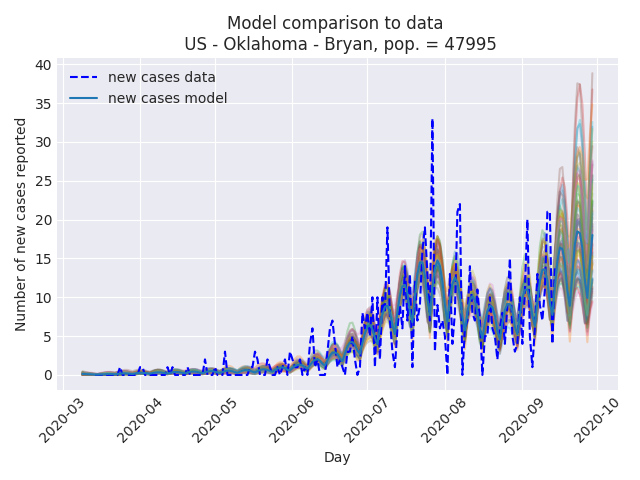 Model comparison to data
US - Oklahoma - Bryan, pop. = 47995
new cases data
new cases model
Number of new cases reported
40
35
30
25
20
15
10
5
0
2020-03
2020-04
2020-05
2020-06
2020-07
2020-08
2020-09
2020-10
Day